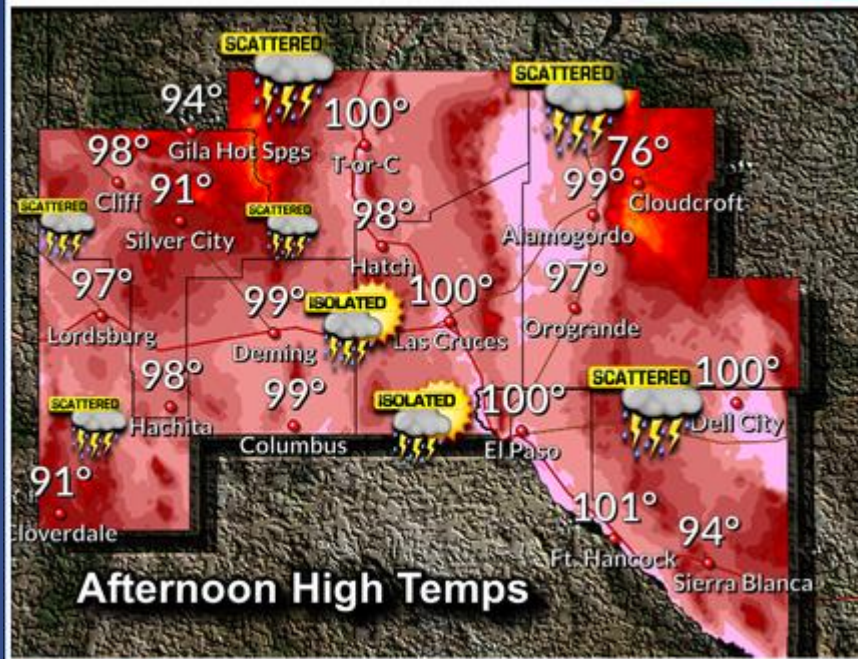 SCATTERED
SCATTERED
94°
Gila Hot Spgs
100°
T-or-C
98°
Cliff
91°
Silver City
76°
Cloudcroft
99°
Alamogordo
SCATTERED
SCATTERED
98°
Hatch
97°
Lordsburg
99°
Deming
ISOLATED
100°
Las Cruces
97°
Orogrande
98°
Hachita
99°
Columbus
ISOLATED
100°
El Paso
SCATTERED
100°
Dell City
SCATTERED
91°
Cloverdale
101°
Ft. Hancock
94°
Sierra Blanca
Afternoon High Temps